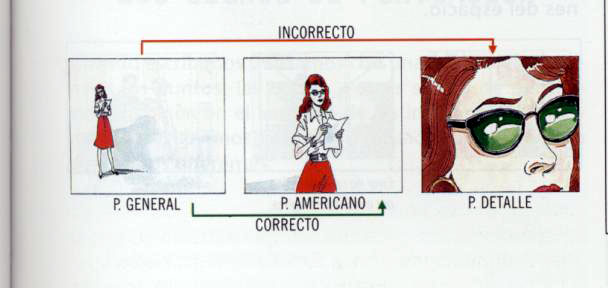 nes del espacio.
INCORRECTO
P. GENERAL
P. AMERICANO
P. DETALLE
CORRECTO